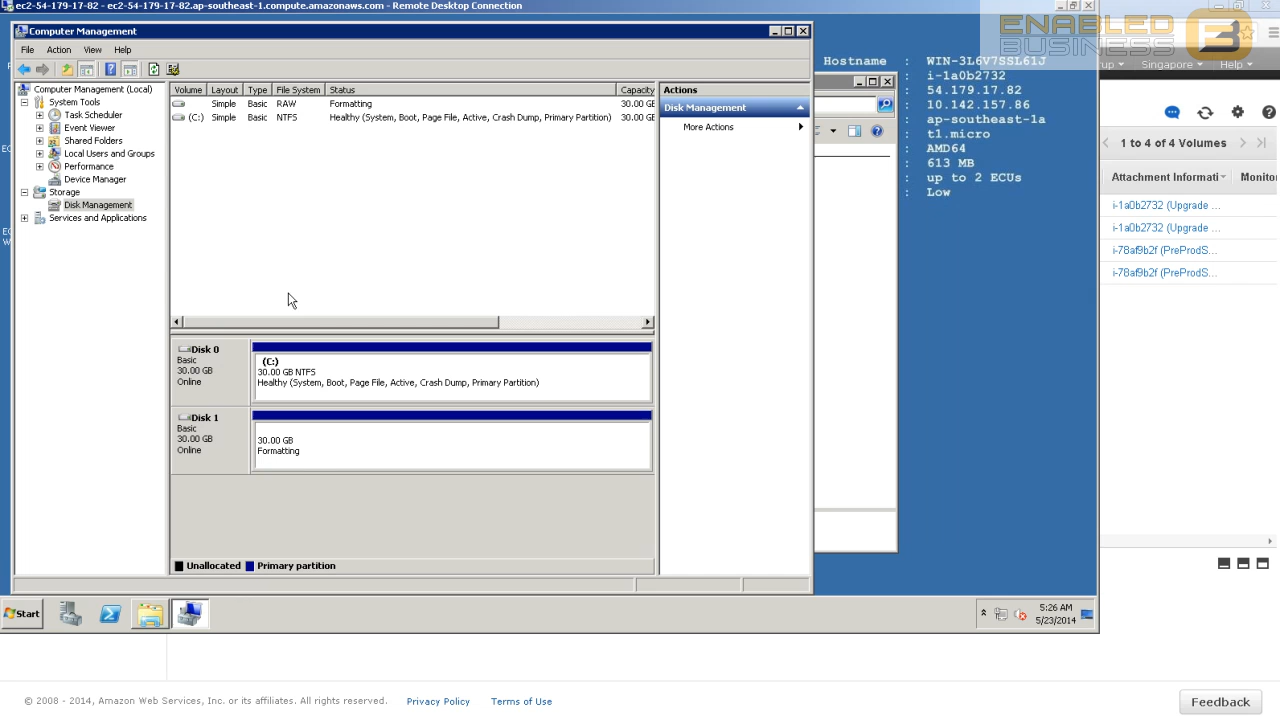 ec2-54-179-17-82 - ec2-54-179-17-82.ap-southeast-1.compute.amazonaws.com - Remote Desktop Connection
ENABLED
BUSINESS
Computer Management
File Action View Help
Computer Management (Local)
System Tools
Task Scheduler
Event Viewer
Shared Folders
Local Users and Groups
Performance
Device Manager
Storage
Disk Management
Services and Applications
Volume Layout Type File System Status Capacity
Simple Basic RAW Formatting 30.00 GB
(C:) Simple Basic NTFS Healthy (System, Boot, Page File, Active, Crash Dump, Primary Partition) 30.00 GB
Disk 0
Basic
30.00 GB
Online
(C:)
30.00 GB NTFS
Healthy (System, Boot, Page File, Active, Crash Dump, Primary Partition)
Disk 1
Basic
30.00 GB
Online
30.00 GB
Formatting
Unallocated Primary partition
Actions
Disk Management
More Actions
Hostname : WIN-3L6V7SSL61J
: i-1a0b2732
: 54.179.17.82
: 10.142.157.86
: ap-southeast-1a
: t1.micro
: AMD64
: 613 MB
: up to 2 ECUs
: Low
Singapore Help
1 to 4 of 4 Volumes
Attachment Informati Monitor
i-1a0b2732 (Upgrade ...
i-1a0b2732 (Upgrade ...
i-78af9b2f (PreProdS...
i-78af9b2f (PreProdS...
Start
5:26 AM
5/23/2014
© 2008 - 2014, Amazon Web Services, Inc. or its affiliates. All rights reserved. Privacy Policy Terms of Use
Feedback